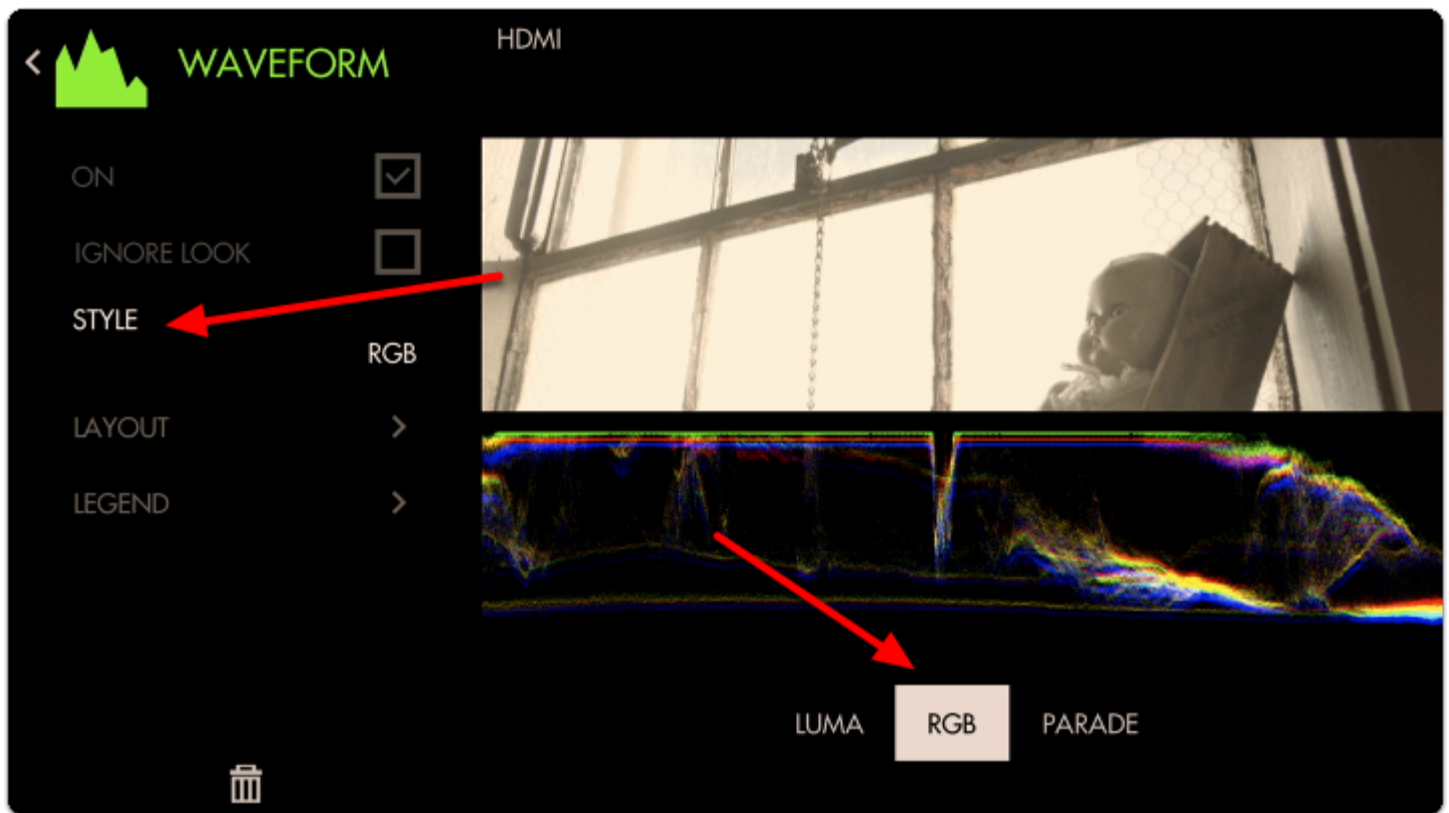 WAVEFORM
HDMI
ON
IGNORE LOOK
STYLE
RGB
LAYOUT
LEGEND
LUMA
RGB
PARADE